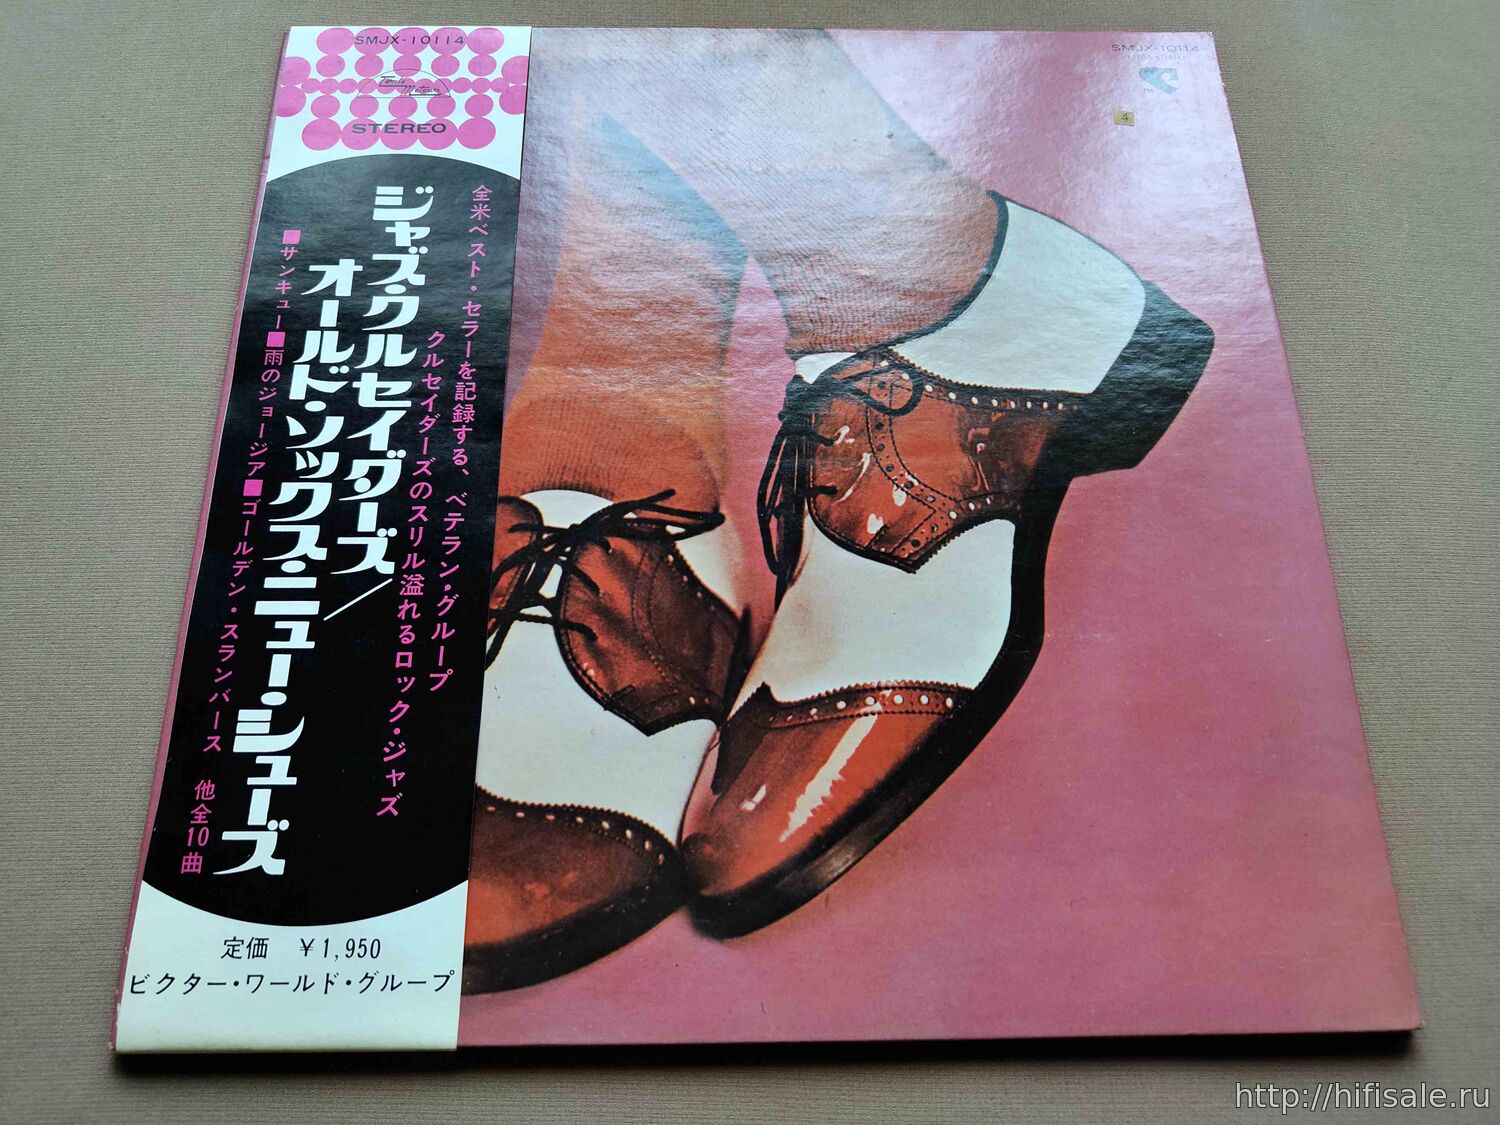 SMJX-10114
Tamla
Motown
STEREO
全米ベスト・セラーを記録する、ベテラン・グループ
クルセイダーズのスリル溢れるロック・ジャズ
ジャズ・クルセイダーズ/
オールド・ソックス・ニュー・シューズ
■サンキュー■雨のジョージア■ゴールデン・スランバース 他全10曲
定価 ¥1,950
ビクター・ワールド・グループ
SMJX-10114
TM
4
http://hifisale.ru